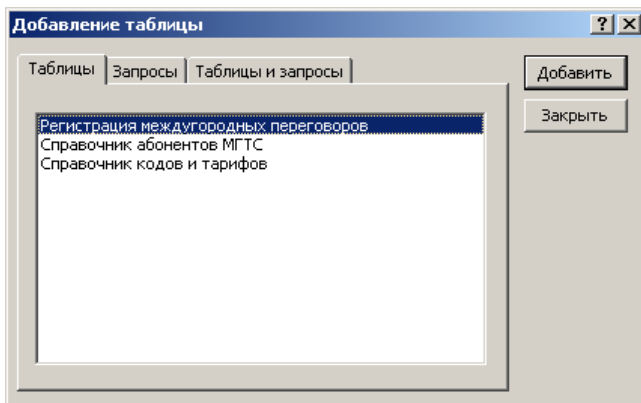 Добавление таблицы
Таблицы Запросы Таблицы и запросы
Добавить
Закрыть
Регистрация междугородных переговоров
Справочник абонентов МГТС
Справочник кодов и тарифов